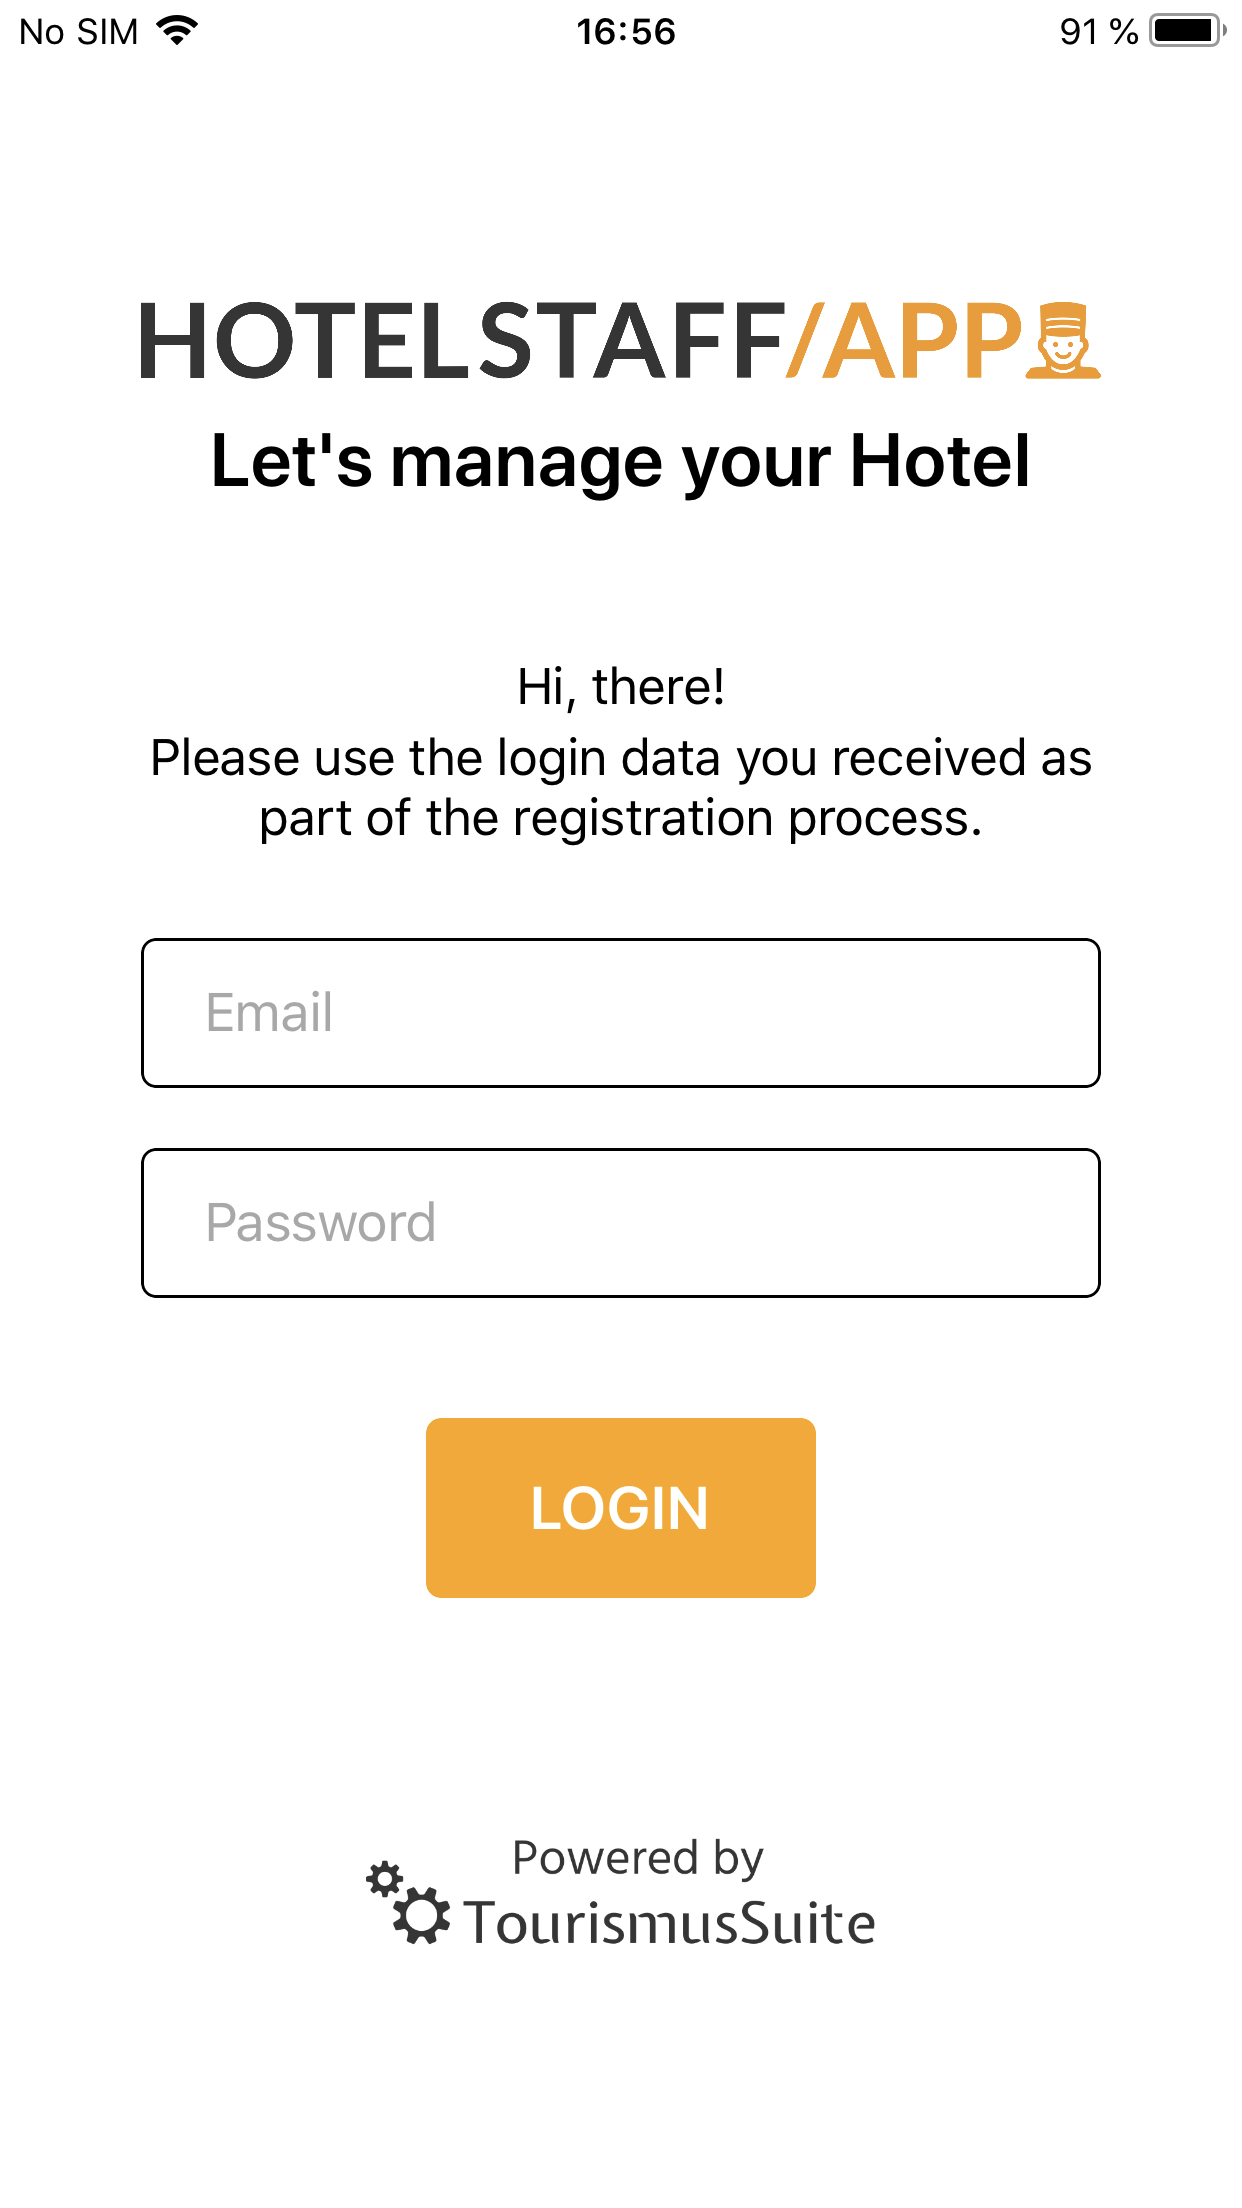 No SIM 16:56 91 %
HOTELSTAFF/APP
Let's manage your Hotel
Hi, there!
Please use the login data you received as
part of the registration process.
Email
Password
LOGIN
Powered by
TourismusSuite